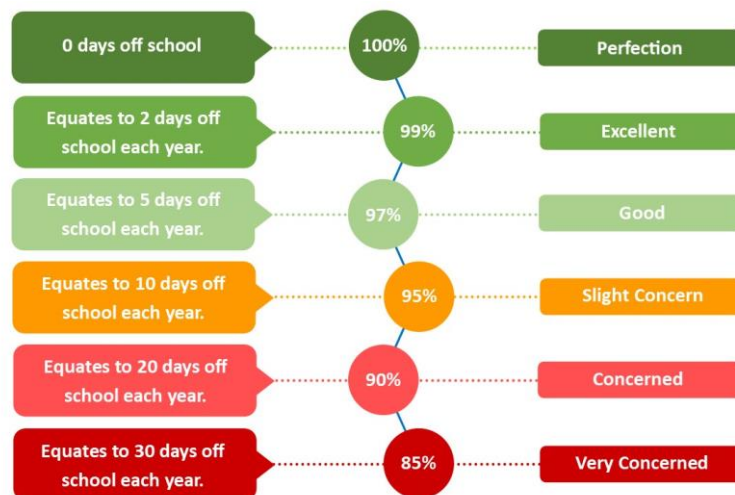 0 days off school
100%
Perfection
Equates to 2 days off
school each year.
99%
Excellent
Equates to 5 days off
school each year.
97%
Good
Equates to 10 days off
school each year.
95%
Slight Concern
Equates to 20 days off
school each year.
90%
Concerned
Equates to 30 days off
school each year.
85%
Very Concerned